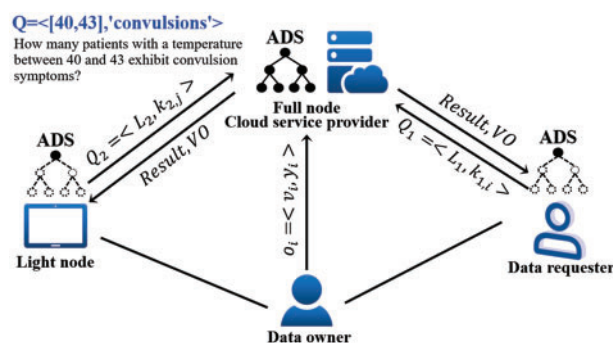 Q=<[40,43],'convulsions'>
How many patients with a temperature
between 40 and 43 exhibit convulsion
symptoms?
ADS
Full node
Cloud service provider
ADS
Q₂ =< L₂, k₂,ⱼ >
Result, VO
Light node
oᵢ =< vᵢ, yᵢ >
Result, VO
Q₁ =< L₁, k₁,ᵢ >
ADS
Data requester
Data owner